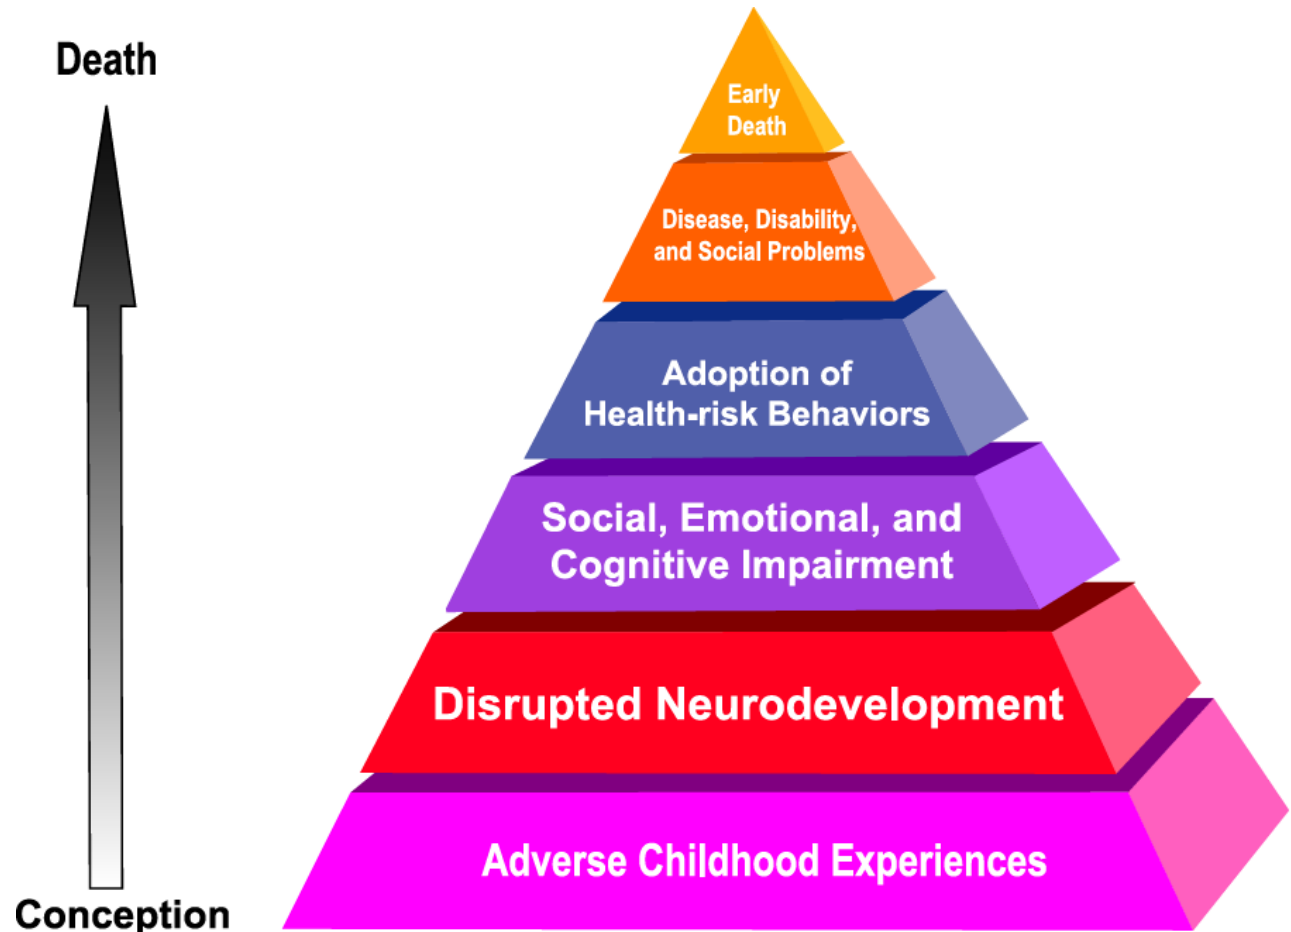 Death
Early
Death
Disease, Disability,
and Social Problems
Adoption of
Health-risk Behaviors
Social, Emotional, and
Cognitive Impairment
Disrupted Neurodevelopment
Adverse Childhood Experiences
Conception